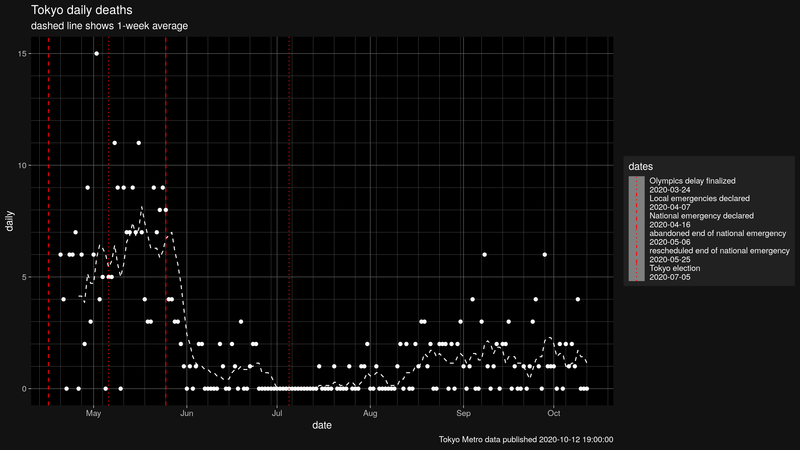 Tokyo daily deaths
dashed line shows 1-week average
15
10
5
0
daily
May
Jun
Jul
Aug
Sep
Oct
date
dates
Olympics delay finalized
2020-03-24
Local emergencies declared
2020-04-07
National emergency declared
2020-04-16
abandoned end of national emergency
2020-05-06
rescheduled end of national emergency
2020-05-25
Tokyo election
2020-07-05
Tokyo Metro data published 2020-10-12 19:00:00